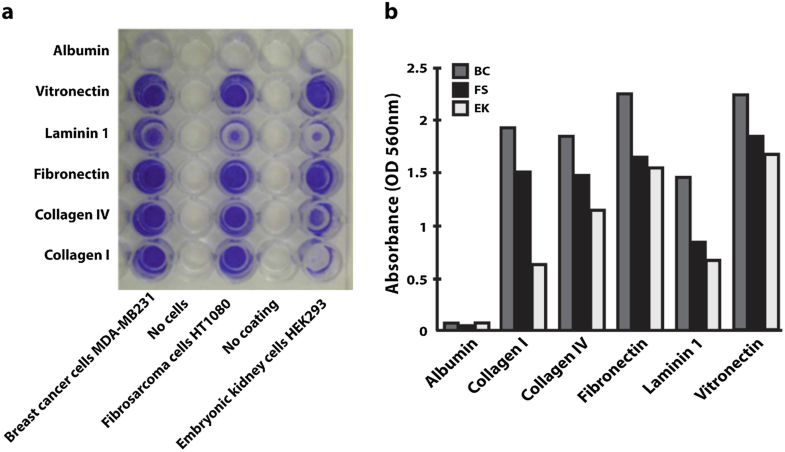 a
Albumin
Vitronectin
Laminin 1
Fibronectin
Collagen IV
Collagen I
Breast cancer cells MDA-MB231
No cells
Fibrosarcoma cells HT1080
No coating
Embryonic kidney cells HEK293
b
BC
FS
EK
Absorbance (OD 560nm)
2.5
2
1.5
1
0.5
0
Albumin
Collagen I
Collagen IV
Fibronectin
Laminin 1
Vitronectin